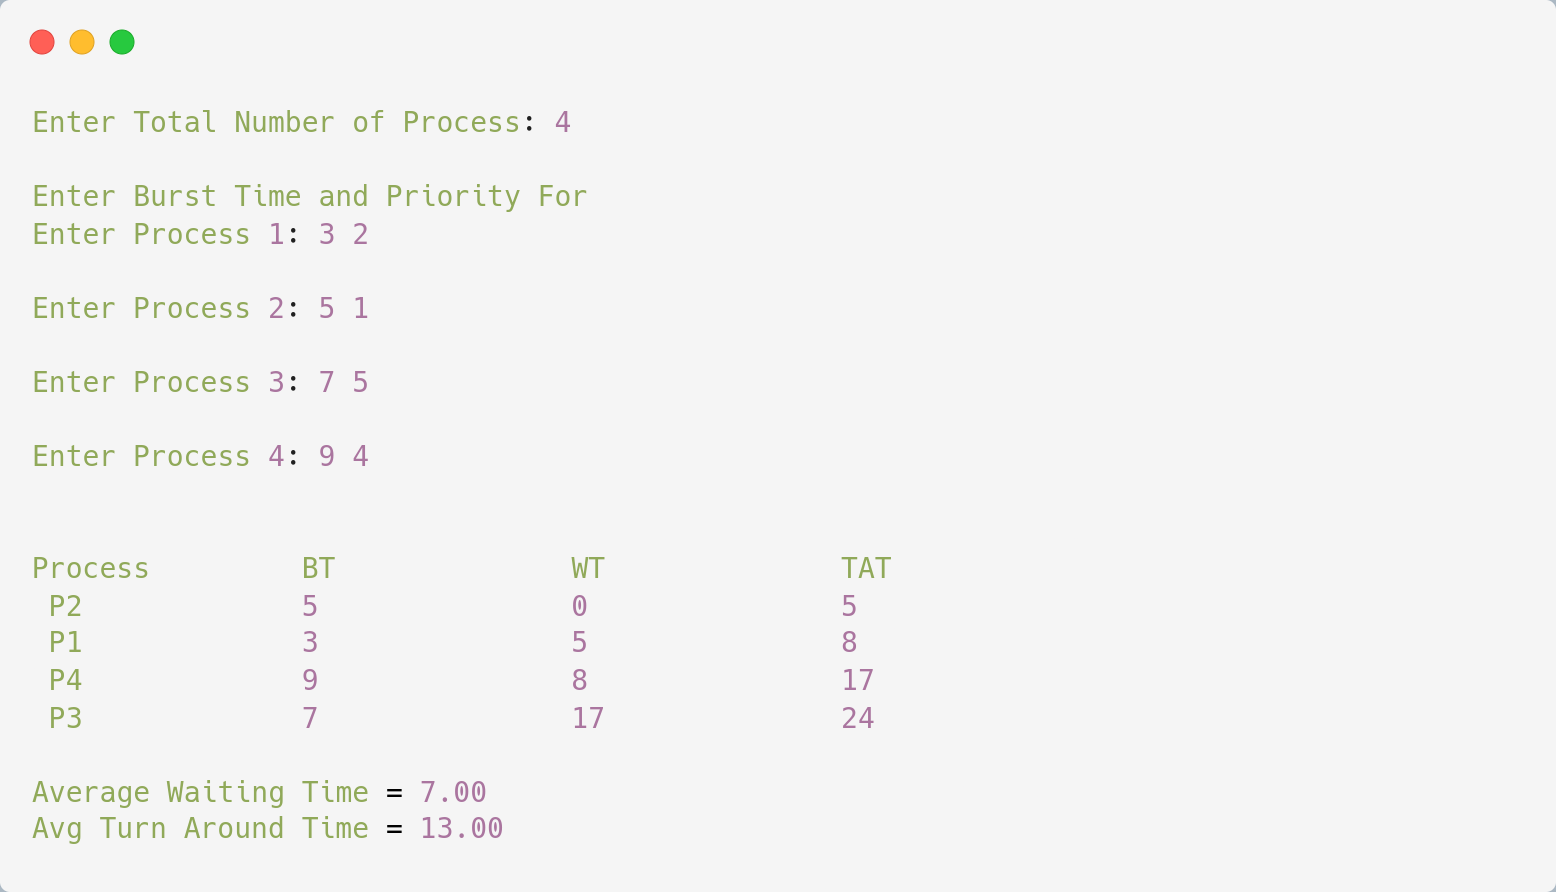 Enter Total Number of Process: 4
Enter Burst Time and Priority For
Enter Process 1: 3 2
Enter Process 2: 5 1
Enter Process 3: 7 5
Enter Process 4: 9 4
Process BT WT TAT
P2 5 0 5
P1 3 5 8
P4 9 8 17
P3 7 17 24
Average Waiting Time = 7.00
Avg Turn Around Time = 13.00